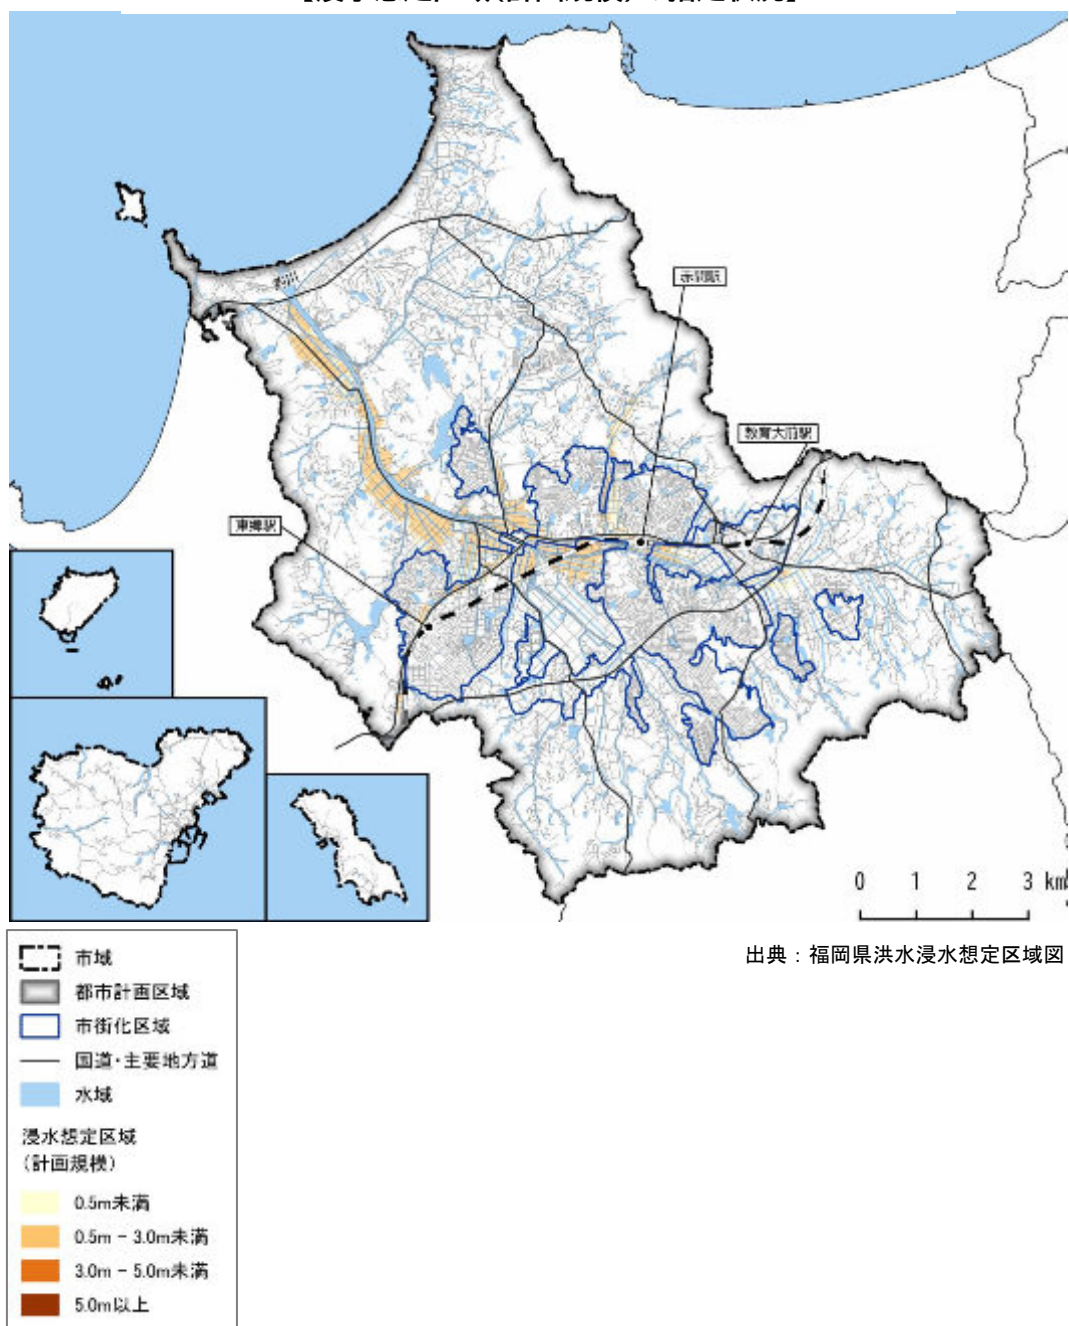 赤間駅
教育大前駅
東郷駅
0 1 2 3 km
出典：福岡県洪水浸水想定区域図
市域
都市計画区域
市街化区域
国道・主要地方道
水域
浸水想定区域
（計画規模）
0.5m未満
0.5m － 3.0m未満
3.0m － 5.0m未満
5.0m以上